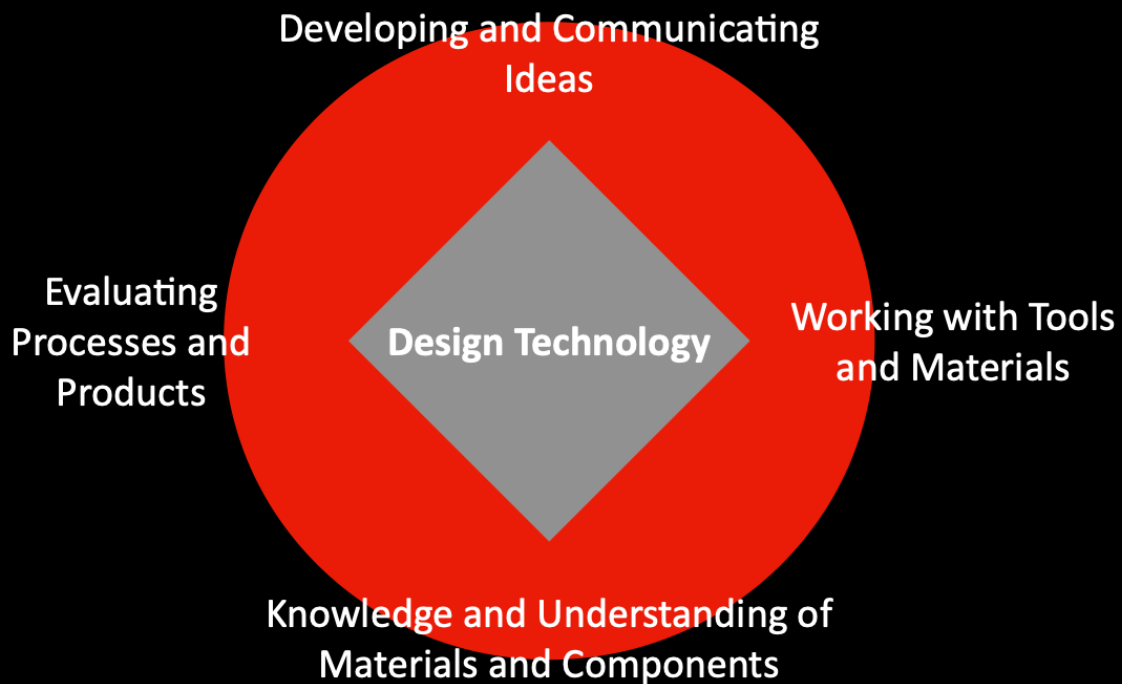 Developing and Communicating
Ideas
Evaluating
Processes and
Products
Design Technology
Working with Tools
and Materials
Knowledge and Understanding of
Materials and Components